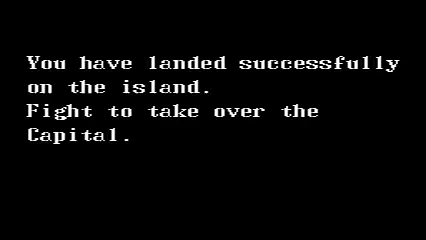 You have landed successfully
on the island.
Fight to take over the
Capital.